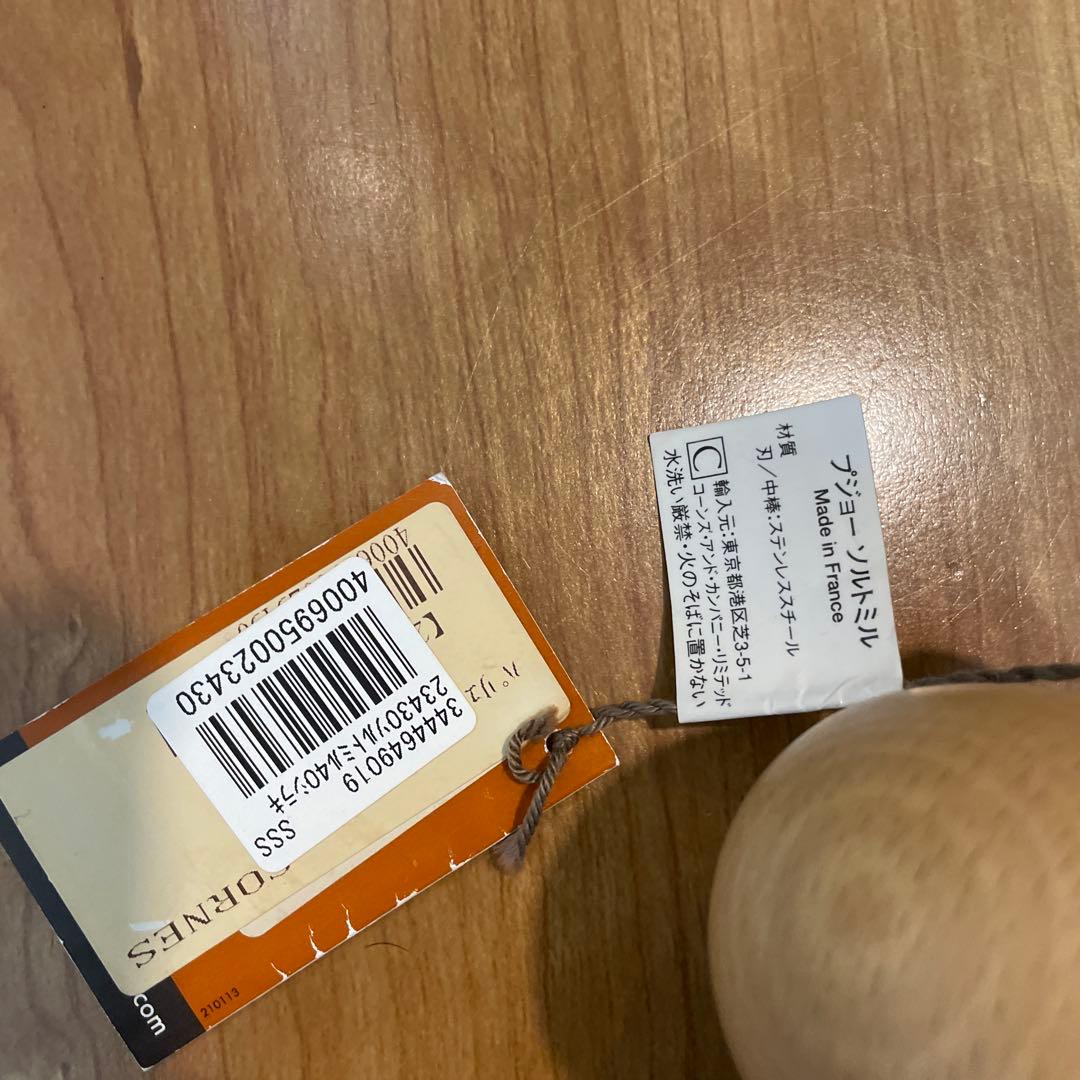 プジョー ソルトミル
Made in France
材質
刃/中棒:ステンレススチール
輸入元:東京都港区芝3-5-1
C コーンズ・アンド・カンパニー・リミテッド
水洗い厳禁・火のそばに置かない
パリ
4006950023430
3444649019
23430ソルトミル40ｼﾗｷ
SSS
CORNES
.com
210113